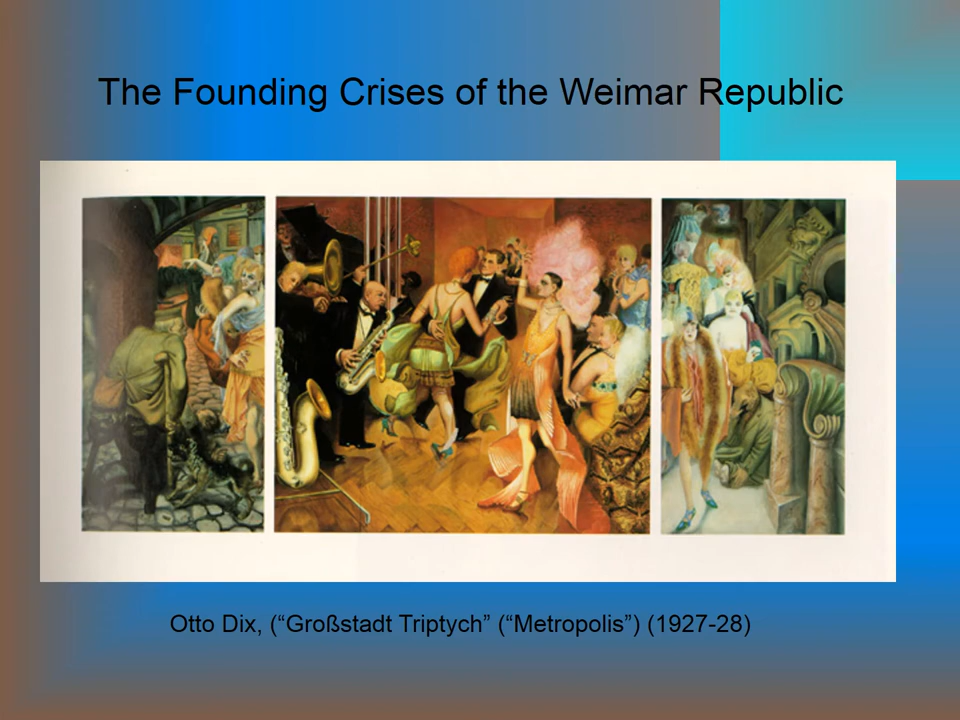 The Founding Crises of the Weimar Republic
Otto Dix, (“Großstadt Triptych” (“Metropolis”) (1927-28)